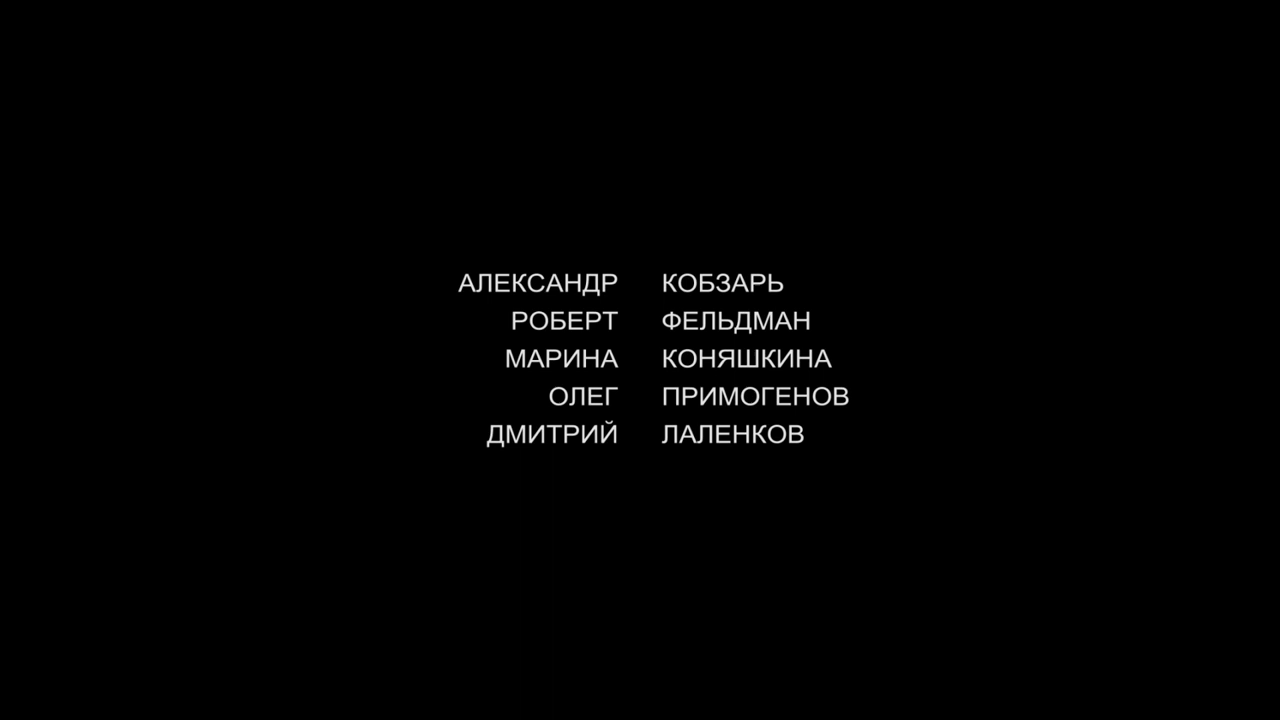 АЛЕКСАНДР КОБЗАРЬ
РОБЕРТ ФЕЛЬДМАН
МАРИНА КОНЯШКИНА
ОЛЕГ ПРИМОГЕНОВ
ДМИТРИЙ ЛАЛЕНКОВ